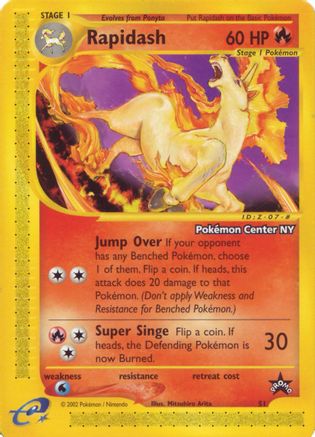 STAGE 1 Evolves from Ponyta Put Rapidash on the Basic Pokémon
Rapidash 60 HP
Stage 1 Pokémon
ID:Z-07-#
Pokémon Center NY
Jump Over If your opponent
has any Benched Pokémon, choose
1 of them. Flip a coin. If heads, this
attack does 20 damage to that
Pokémon. (Don't apply Weakness and
Resistance for Benched Pokémon.)
Super Singe Flip a coin. If
heads, the Defending Pokémon is
now Burned.
30
weakness resistance retreat cost
e
©2002 Pokémon / Nintendo Illus. Mitsuhiro Arita 51
PROMO